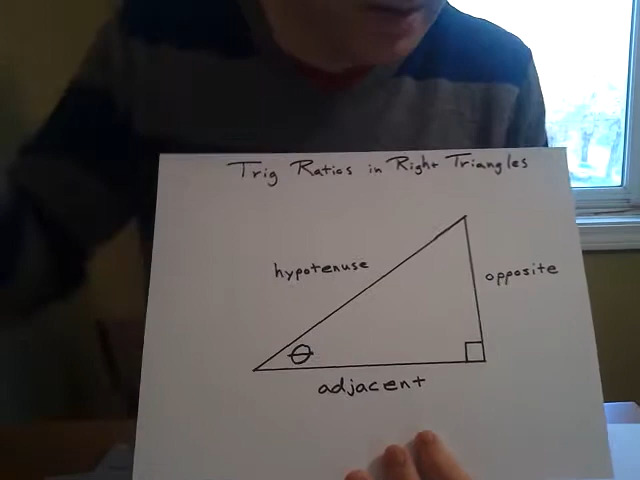 Trig Ratios in Right Triangles
hypotenuse
opposite
θ
adjacent